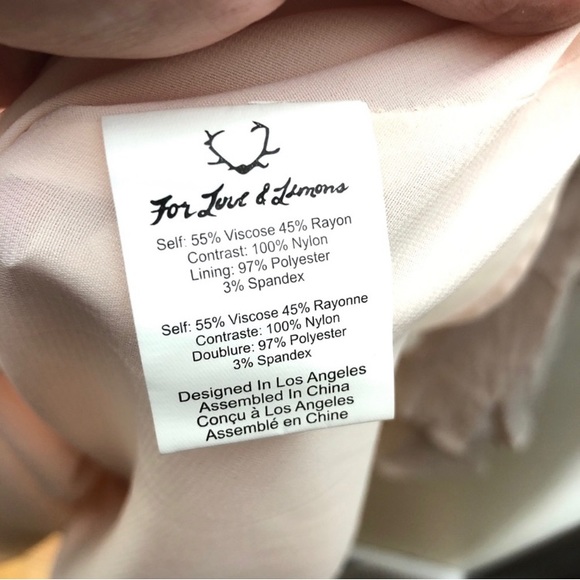 For Love & Lemons
Self: 55% Viscose 45% Rayon
Contrast: 100% Nylon
Lining: 97% Polyester
3% Spandex
Self: 55% Viscose 45% Rayonne
Contraste: 100% Nylon
Doublure: 97% Polyester
3% Spandex
Designed In Los Angeles
Assembled In China
Conçu à Los Angeles
Assemblé en Chine